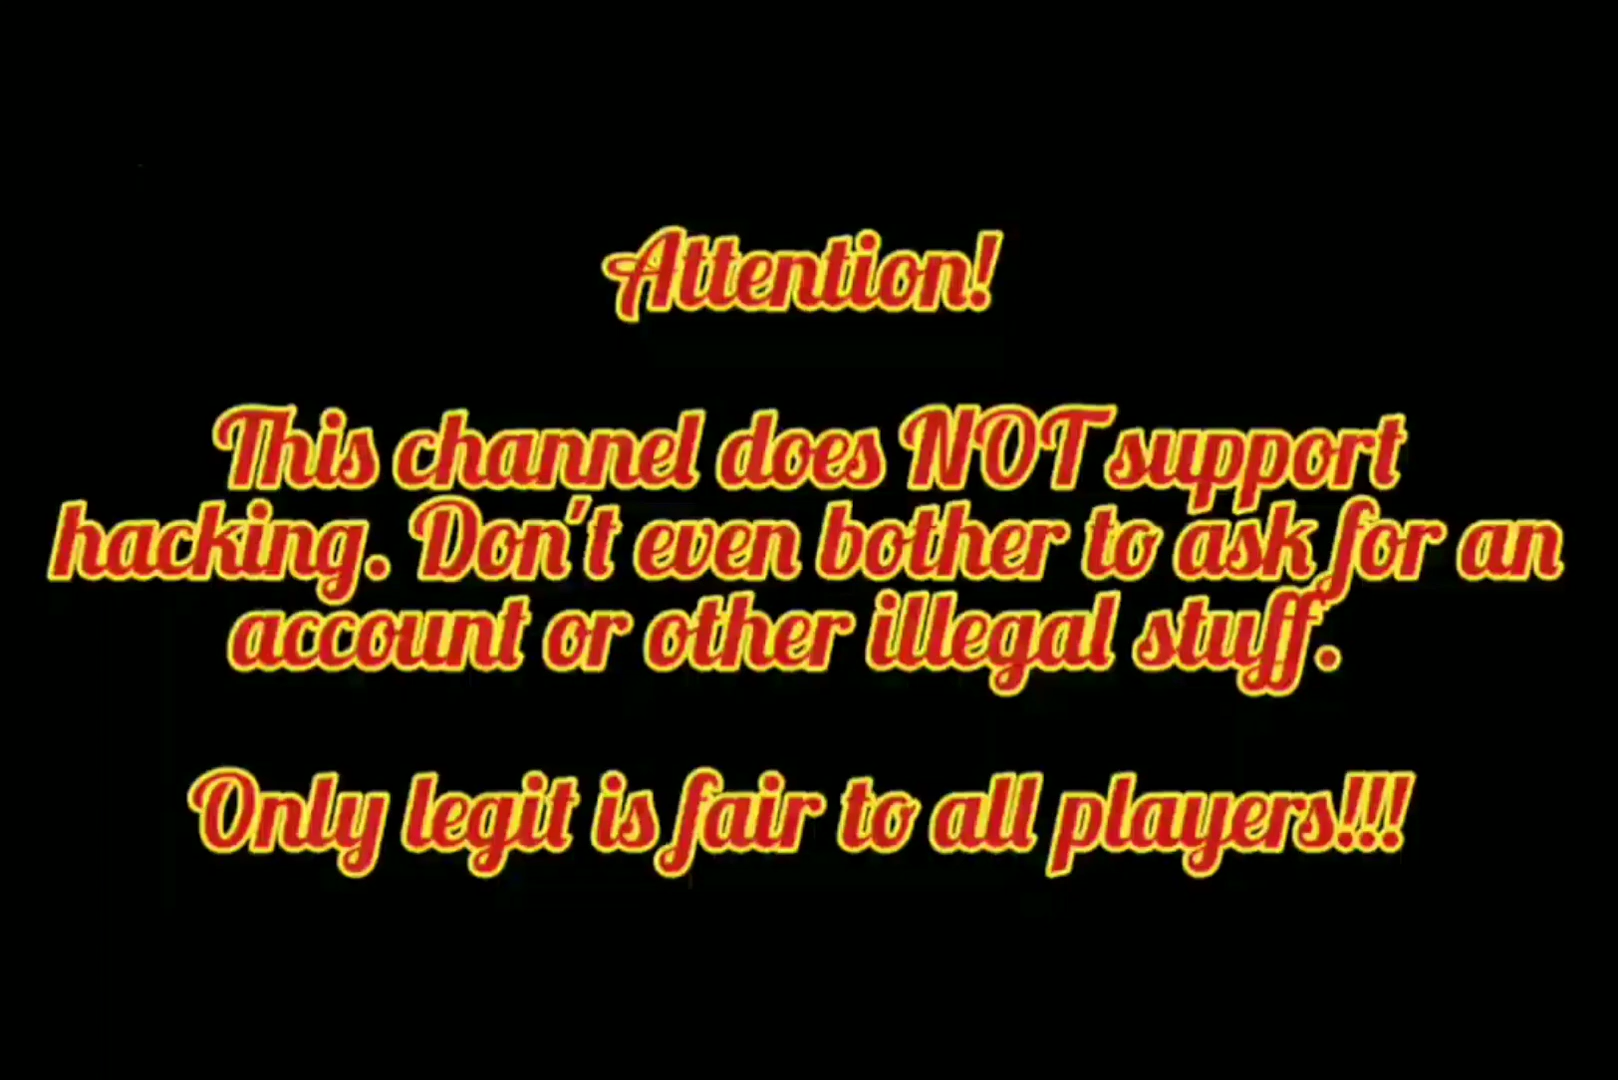 Attention!
This channel does NOT support
hacking. Don't even bother to ask for an
account or other illegal stuff.
Only legit is fair to all players!!!